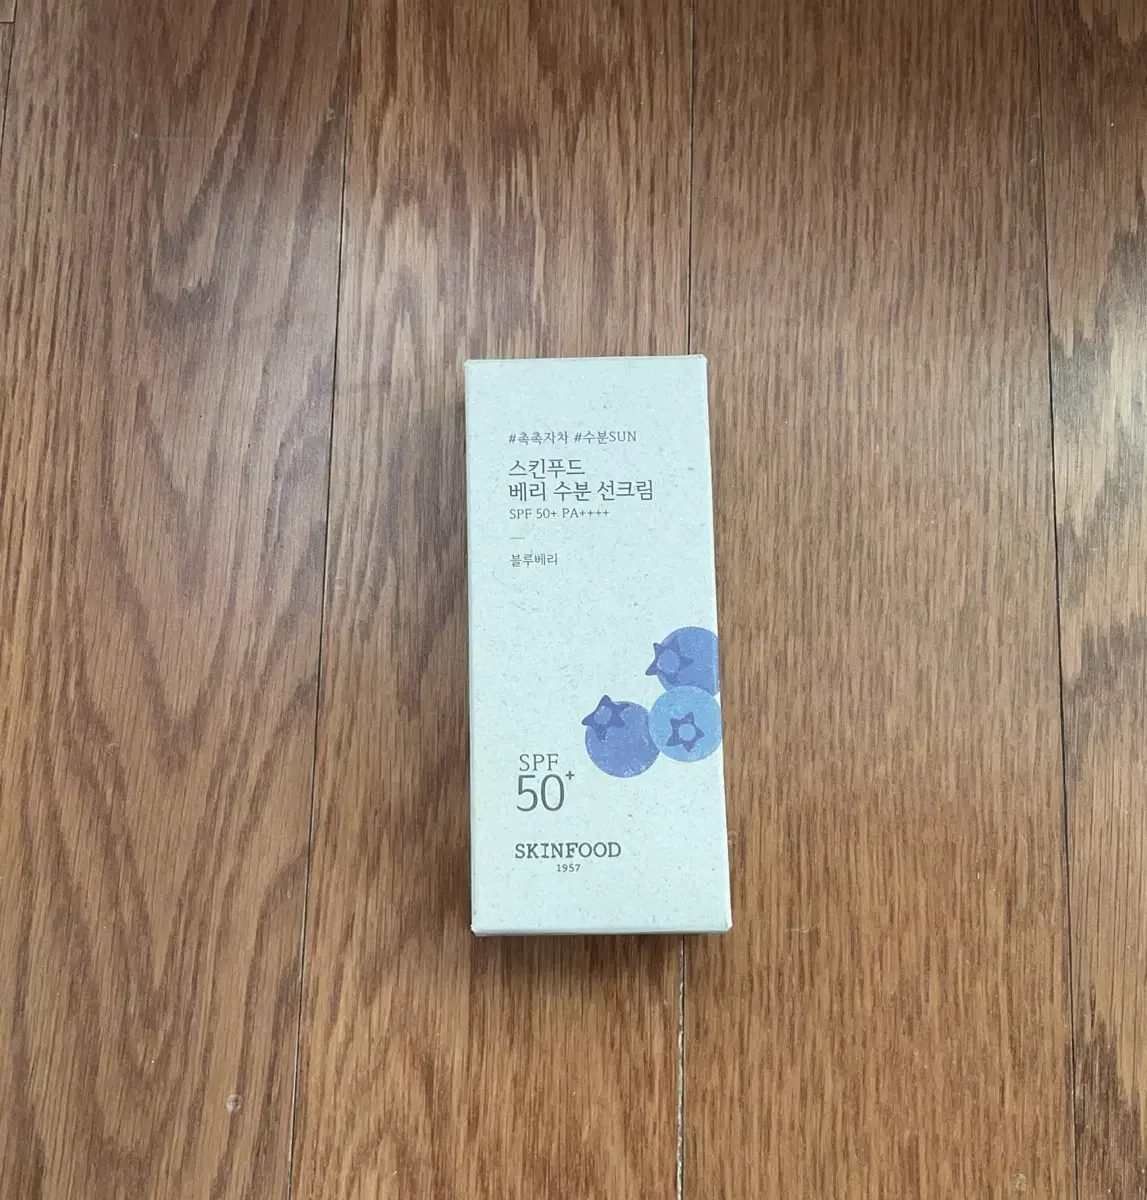 #촉촉자차 #수분SUN
스킨푸드
베리 수분 선크림
SPF 50+ PA++++
블루베리
SPF
50+
SKINFOOD
1957